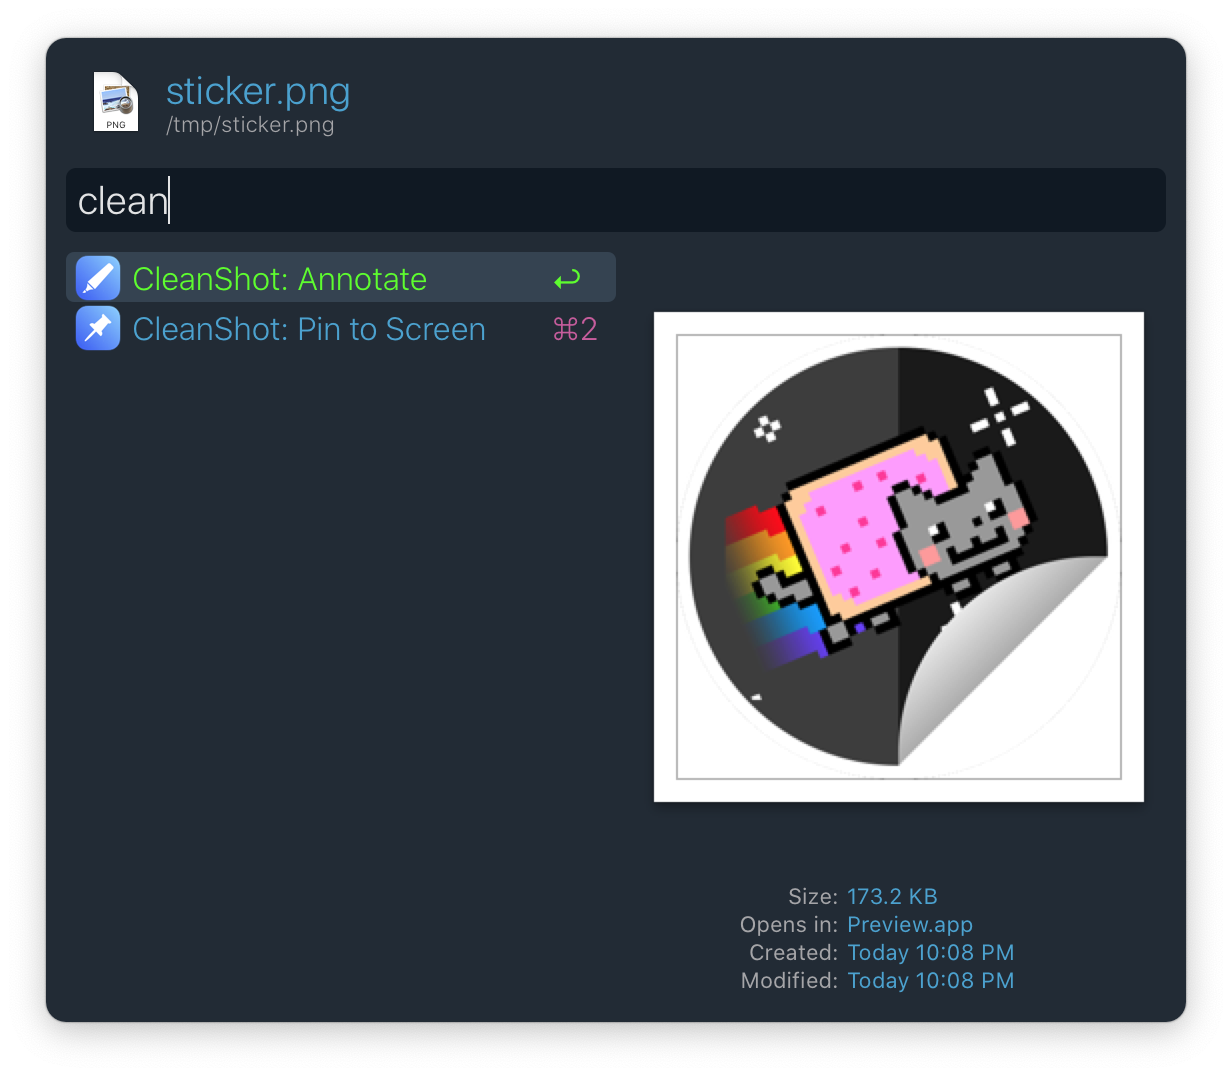 sticker.png
/tmp/sticker.png
PNG
clean
CleanShot: Annotate
CleanShot: Pin to Screen ⌘2
Size: 173.2 KB
Opens in: Preview.app
Created: Today 10:08 PM
Modified: Today 10:08 PM